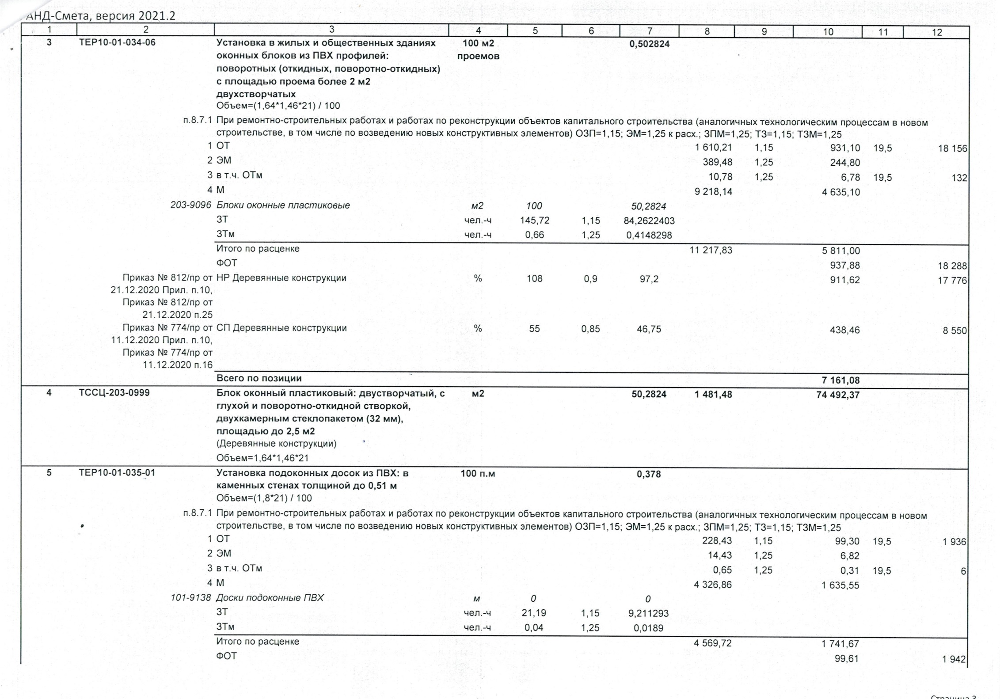 АНД-Смета, версия 2021.2
1 2 3 4 5 6 7 8 9 10 11 12
3 ТЕР10-01-034-06 Установка в жилых и общественных зданиях 100 м2 0,502824
оконных блоков из ПВХ профилей: проемов
поворотных (откидных, поворотно-откидных)
с площадью проема более 2 м2
двухстворчатых
Объем=(1,64*1,46*21) / 100
п.8.7.1 При ремонтно-строительных работах и работах по реконструкции объектов капитального строительства (аналогичных технологическим процессам в новом
строительстве, в том числе по возведению новых конструктивных элементов) ОЗП=1,15; ЭМ=1,25 к расх.; ЗПМ=1,25; ТЗ=1,15; ТЗМ=1,25
1 ОТ 1 610,21 1,15 931,10 19,5 18 156
2 ЭМ 389,48 1,25 244,80
3 в т.ч. ОТм 10,78 1,25 6,78 19,5 132
4 М 9 218,14 4 635,10
203-9096 Блоки оконные пластиковые м2 100 50,2824
ЗТ чел.-ч 145,72 1,15 84,2622403
ЗТм чел.-ч 0,66 1,25 0,4148298
Итого по расценке 11 217,83 5 811,00
ФОТ 937,88 18 288
Приказ № 812/пр от НР Деревянные конструкции % 108 0,9 97,2 911,62 17 776
21.12.2020 Прил. п.10,
Приказ № 812/пр от
21.12.2020 п.25
Приказ № 774/пр от СП Деревянные конструкции % 55 0,85 46,75 438,46 8 550
11.12.2020 Прил. п.10,
Приказ № 774/пр от
11.12.2020 п.16
Всего по позиции 7 161,08
4 ТССЦ-203-0999 Блок оконный пластиковый: двустворчатый, с м2 50,2824 1 481,48 74 492,37
глухой и поворотно-откидной створкой,
двухкамерным стеклопакетом (32 мм),
площадью до 2,5 м2
(Деревянные конструкции)
Объем=1,64*1,46*21
5 ТЕР10-01-035-01 Установка подоконных досок из ПВХ: в 100 п.м 0,378
каменных стенах толщиной до 0,51 м
Объем=(1,8*21) / 100
п.8.7.1 При ремонтно-строительных работах и работах по реконструкции объектов капитального строительства (аналогичных технологическим процессам в новом
строительстве, в том числе по возведению новых конструктивных элементов) ОЗП=1,15; ЭМ=1,25 к расх.; ЗПМ=1,25; ТЗ=1,15; ТЗМ=1,25
1 ОТ 228,43 1,15 99,30 19,5 1 936
2 ЭМ 14,43 1,25 6,82
3 в т.ч. ОТм 0,65 1,25 0,31 19,5 6
4 М 4 326,86 1 635,55
101-9138 Доски подоконные ПВХ м 0 0
ЗТ чел.-ч 21,19 1,15 9,211293
ЗТм чел.-ч 0,04 1,25 0,0189
Итого по расценке 4 569,72 1 741,67
ФОТ 99,61 1 942